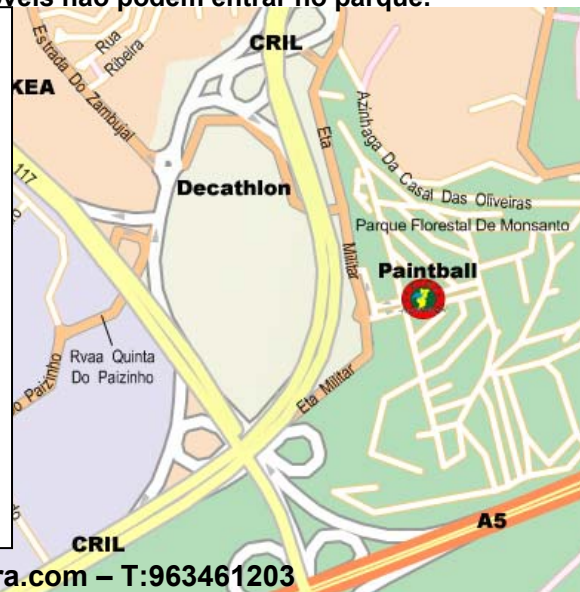 óveis não podem entrar no parque.
CRIL
Rua
Ribeira
Estrada Do Zambujal
KEA
Eta
Azinhaga Da Casal Das Oliveiras
117
Decathlon
Parque Florestal De Monsanto
Militar
Paintball
Rvaa Quinta
Do Paizinho
o Paizinho
Eta Militar
A5
CRIL
ra.com – T:963461203